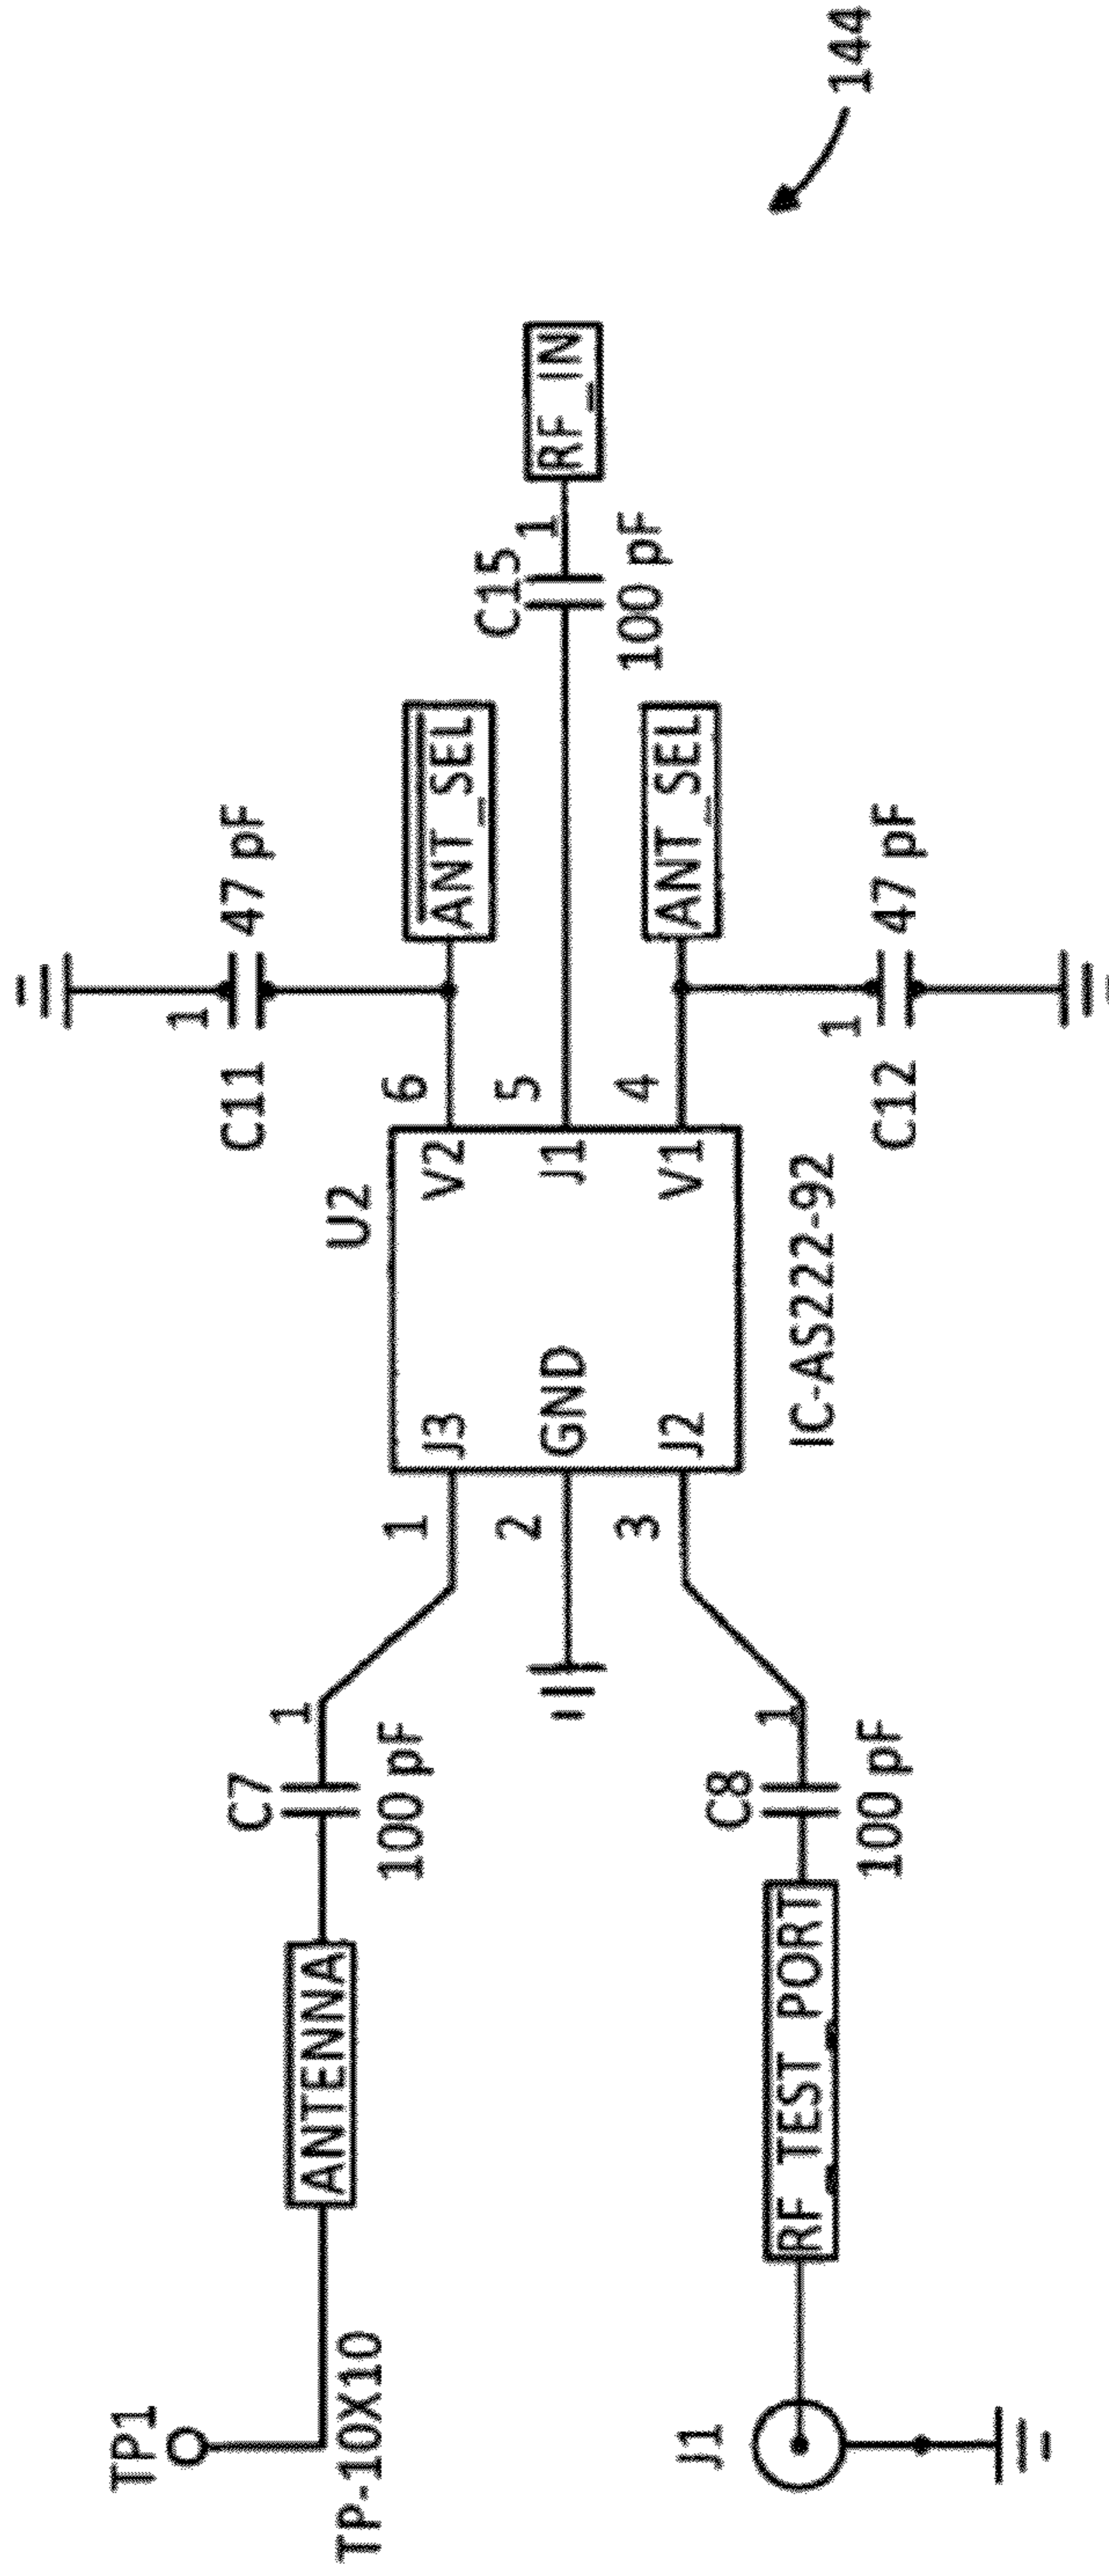 144
C11
1
47 pF
TP1
C7
1
ANTENNA
100 pF
TP-10X10
U2
J3
GND
J2
V2
J1
V1
1
2
3
6
5
4
ANT_SEL
C15
1
RF_IN
100 pF
ANT_SEL
IC-AS222-92
J1
RF_TEST_PORT
C8
1
100 pF
C12
1
47 pF